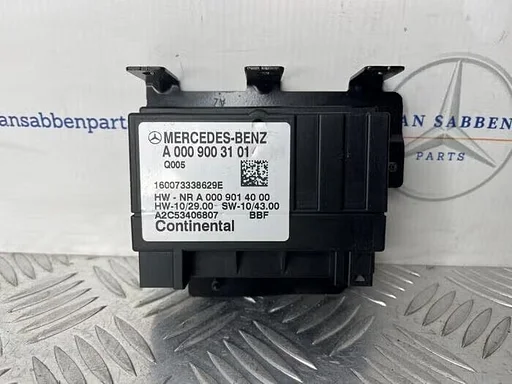 MERCEDES-BENZ
A 000 900 31 01
Q005
160073338629E
HW - NR A 000 901 40 00
HW-10/29.00 SW-10/43.00
A2C53406807 BBF
Continental
ansabbenpart
AN SABBEN
parts.